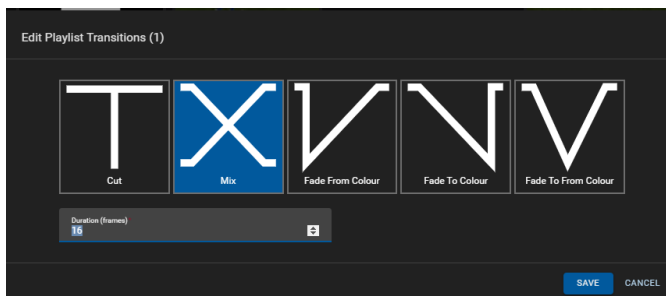 Edit Playlist Transitions (1)
Cut
Mix
Fade From Colour
Fade To Colour
Fade To From Colour
Duration (frames)
16
SAVE
CANCEL